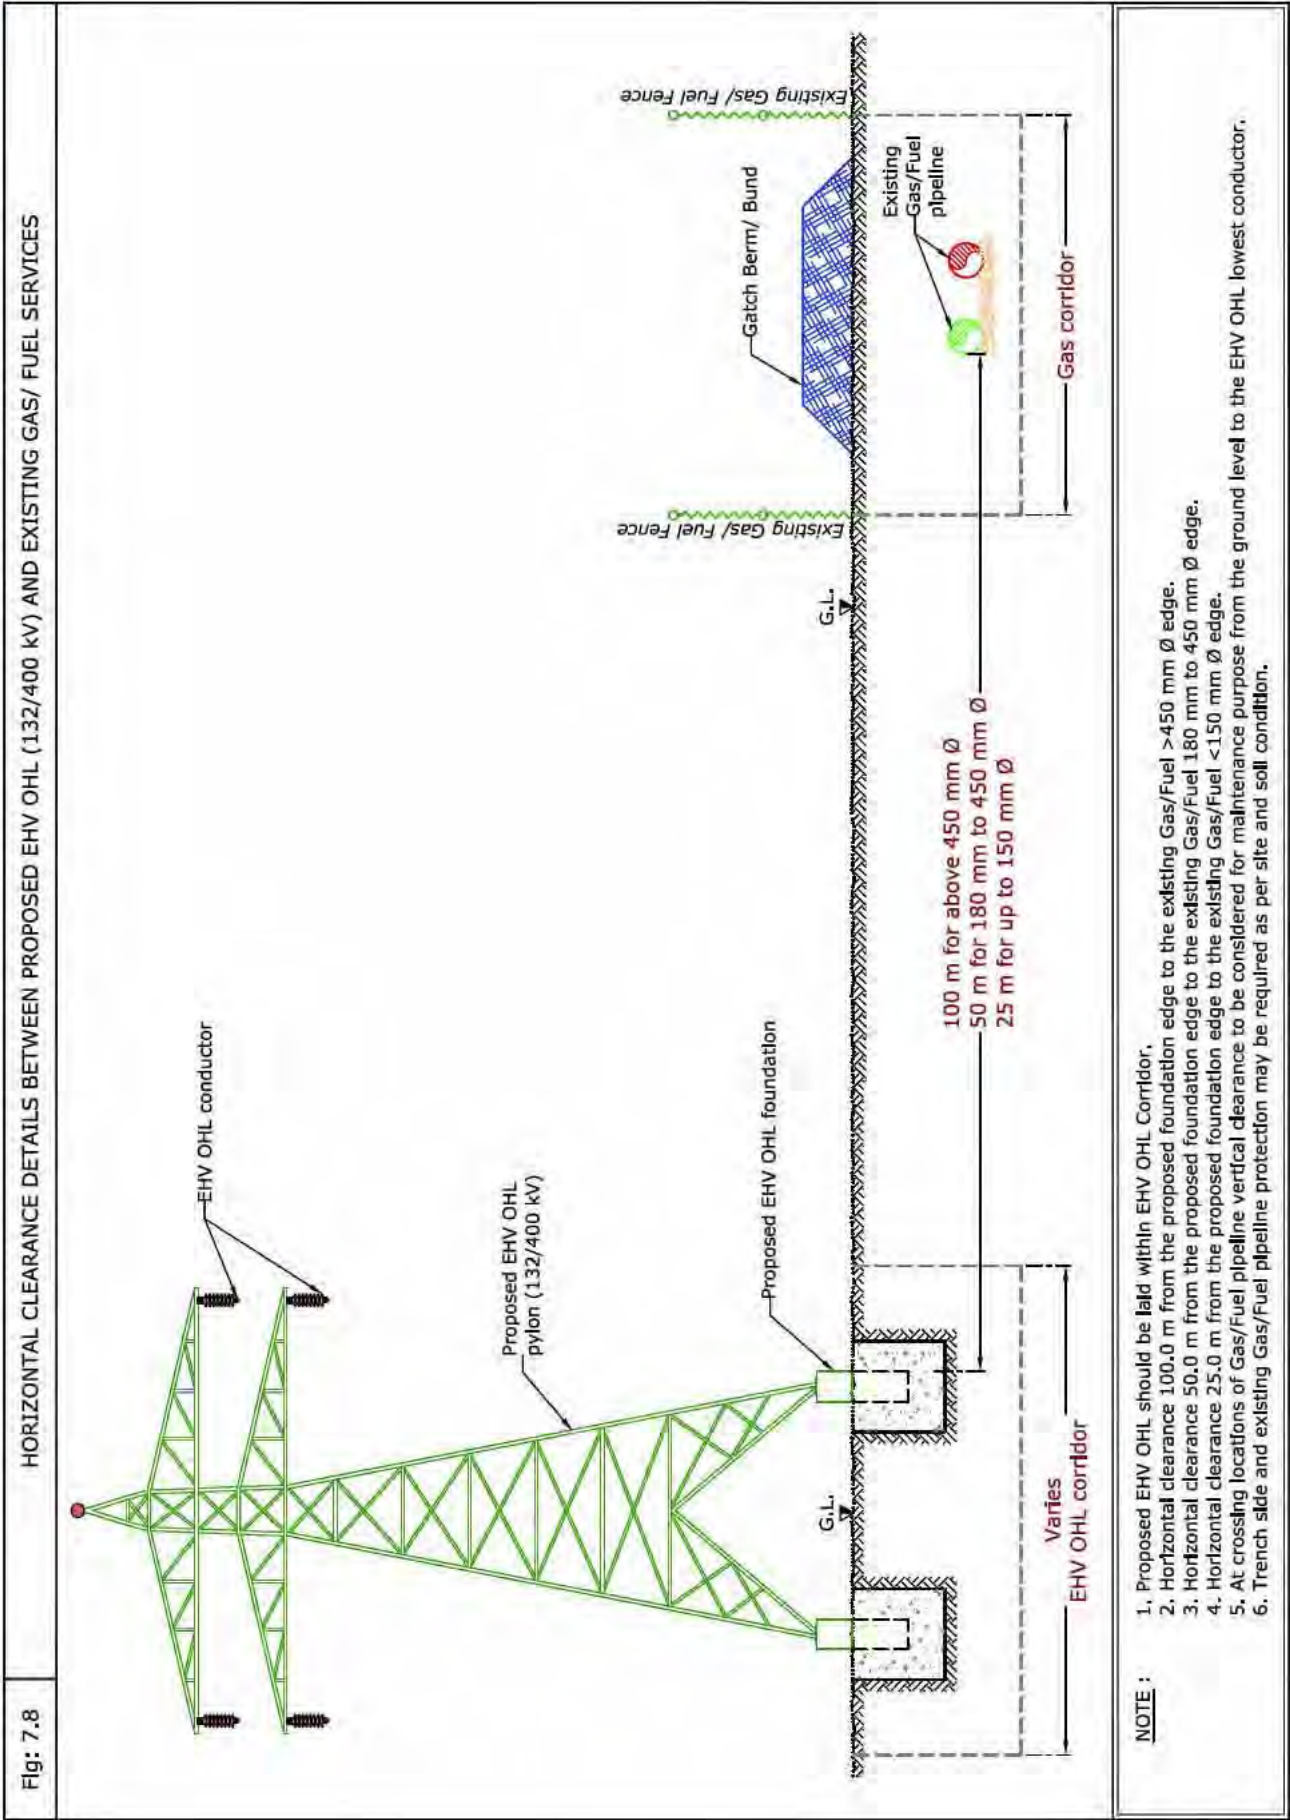 Fig: 7.8
HORIZONTAL CLEARANCE DETAILS BETWEEN PROPOSED EHV OHL (132/400 kV) AND EXISTING GAS/ FUEL SERVICES
EHV OHL conductor
Proposed EHV OHL
pylon (132/400 kV)
Proposed EHV OHL foundation
Existing Gas/ Fuel Fence
Existing Gas/ Fuel Fence
Gatch Berm/ Bund
G.L.
G.L.
Existing
Gas/Fuel
pipeline
100 m for above 450 mm Ø
50 m for 180 mm to 450 mm Ø
25 m for up to 150 mm Ø
Varies
EHV OHL corridor
Gas corridor
NOTE :
1. Proposed EHV OHL should be laid within EHV OHL Corridor.
2. Horizontal clearance 100.0 m from the proposed foundation edge to the existing Gas/Fuel >450 mm Ø edge.
3. Horizontal clearance 50.0 m from the proposed foundation edge to the existing Gas/Fuel 180 mm to 450 mm Ø edge.
4. Horizontal clearance 25.0 m from the proposed foundation edge to the existing Gas/Fuel <150 mm Ø edge.
5. At crossing locations of Gas/Fuel pipeline vertical clearance to be considered for maintenance purpose from the ground level to the EHV OHL lowest conductor.
6. Trench side and existing Gas/Fuel pipeline protection may be required as per site and soil condition.